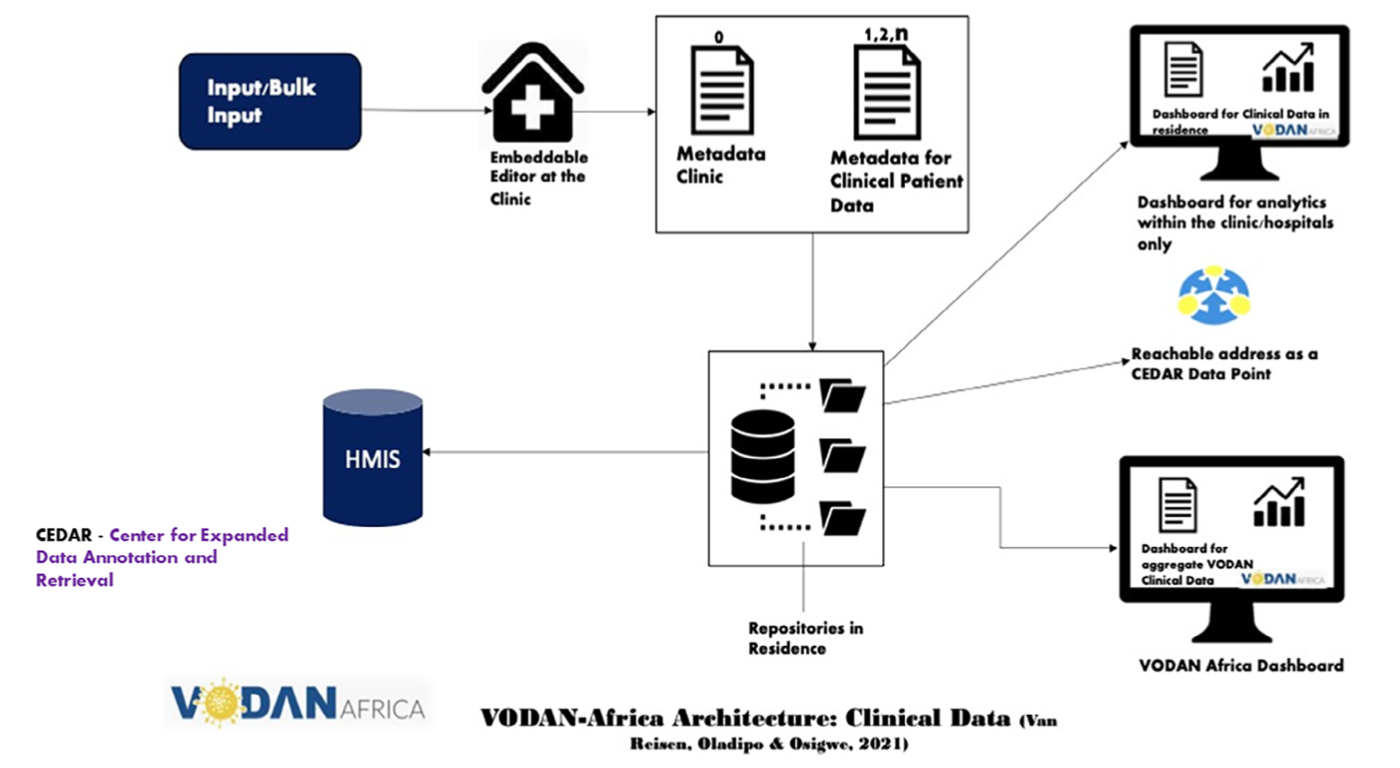 Input/Bulk
Input
Embeddable
Editor at the
Clinic
0
Metadata
Clinic
1,2,n
Metadata for
Clinical Patient
Data
Dashboard for Clinical Data in
residence
VODAN AFRICA
Dashboard for analytics
within the clinic/hospitals
only
Reachable address as a
CEDAR Data Point
HMIS
CEDAR - Center for Expanded
Data Annotation and
Retrieval
Repositories in
Residence
Dashboard for
aggregate VODAN
Clinical Data
VODAN AFRICA
VODAN Africa Dashboard
VODAN AFRICA
VODAN-Africa Architecture: Clinical Data (Van
Reisen, Oladipo & Osigwe, 2021)